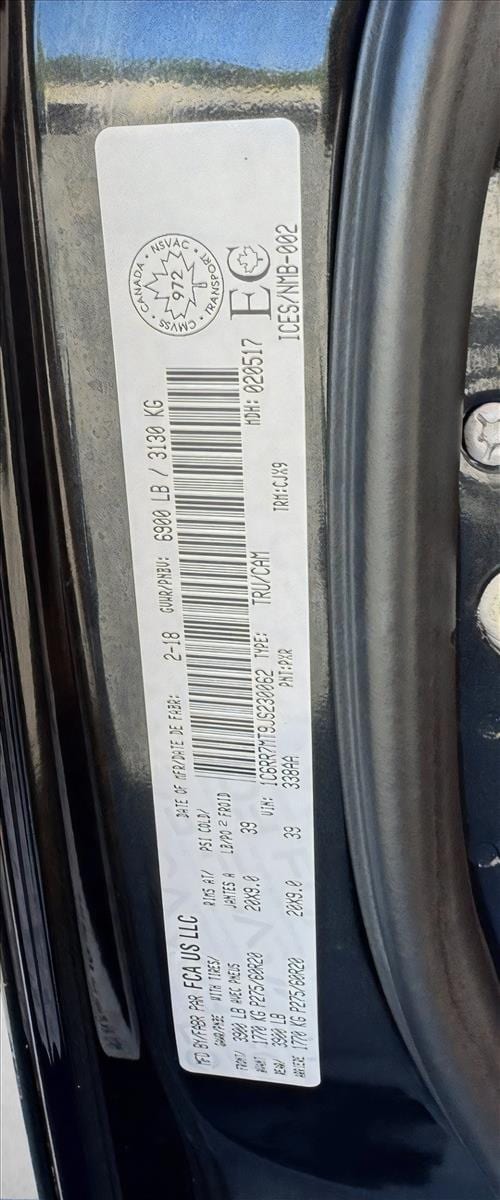 MFD BY/FABR PAR FCA US LLC
DATE OF MFR/DATE DE FABR: 2-18
GVWR/PNBV: 6900 LB / 3130 KG
GAWR/PNBE WITH TIRES/ RIMS AT/ PSI COLD/
AVEC PNEUS JANTES A LB/PO 2 FROID
FRONT/ 3900 LB
AVANT 1770 KG P275/60R20 20X9.0 39
REAR/ 3900 LB
ARRIERE 1770 KG P275/60R20 20X9.0 39
VIN: 1C6RR7MT9JS230062 TYPE: TRU/CAM MDH: 020517
338AA PNT:PXR TRM:CJX9
CMVSS CANADA NSVAC TRANSPORT
972
EC
ICES/NMB-002